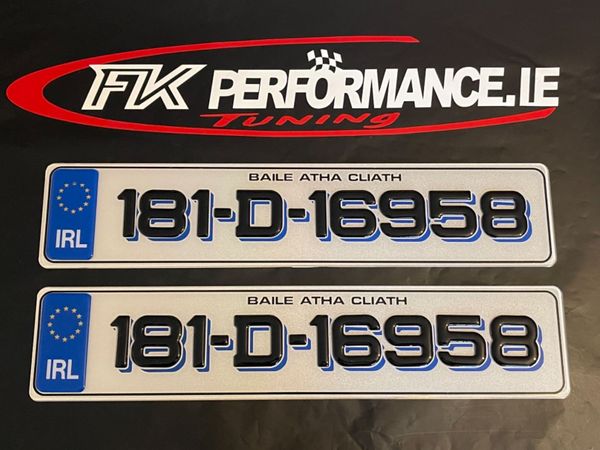 FK PERFORMANCE.IE
TUNING
BAILE ATHA CLIATH
IRL 181-D-16958
BAILE ATHA CLIATH
IRL 181-D-16958